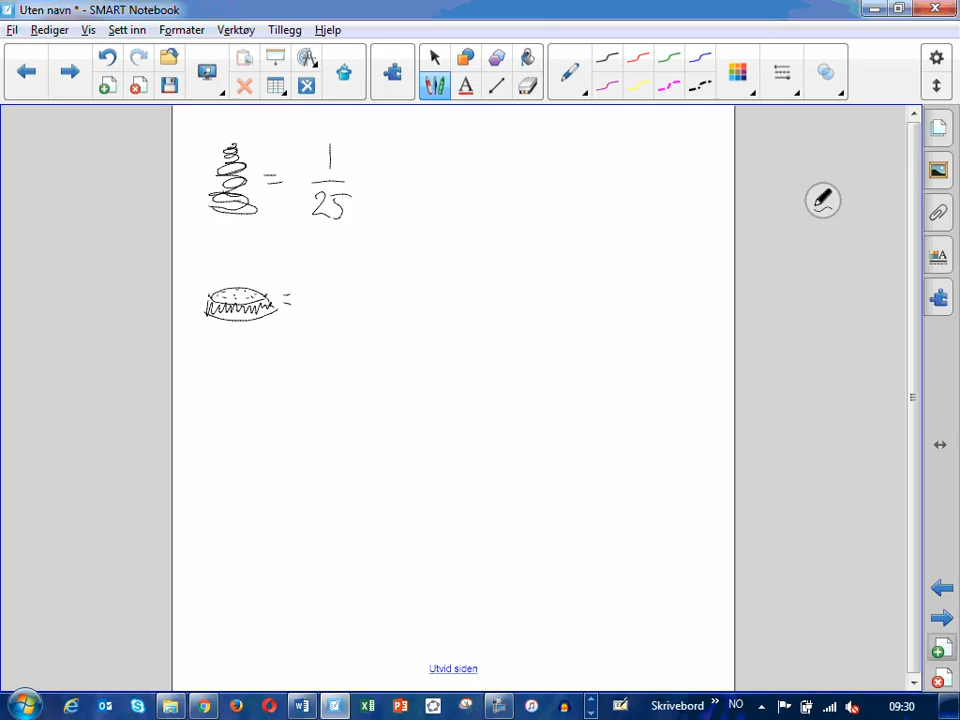 Uten navn * - SMART Notebook
Fil Rediger Vis Sett inn Formater Verktøy Tillegg Hjelp
=
1
25
=
Utvid siden
Skrivebord » NO 09:30